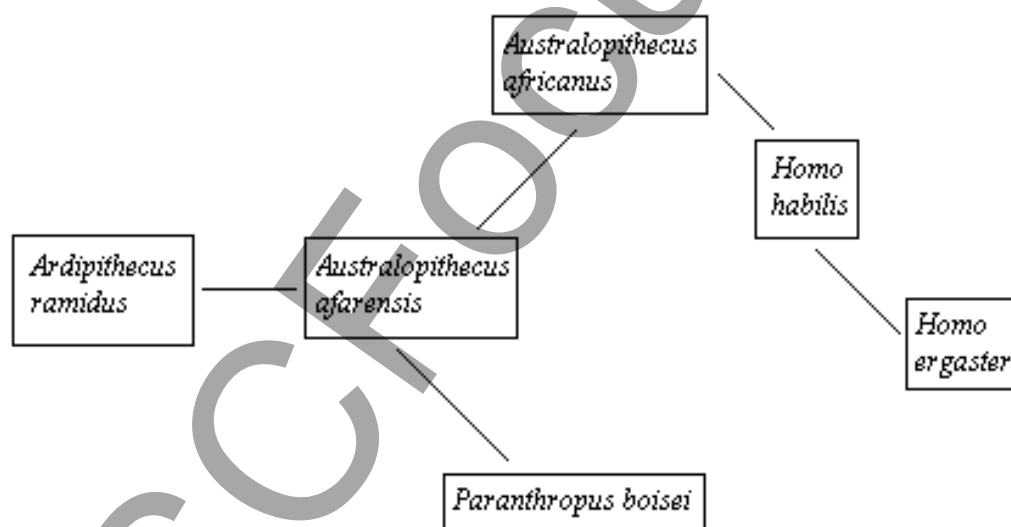 Australopithecus
africanus
Homo
habilis
Ardipithecus
ramidus
Australopithecus
afarensis
Homo
ergaster
Paranthropus boisei